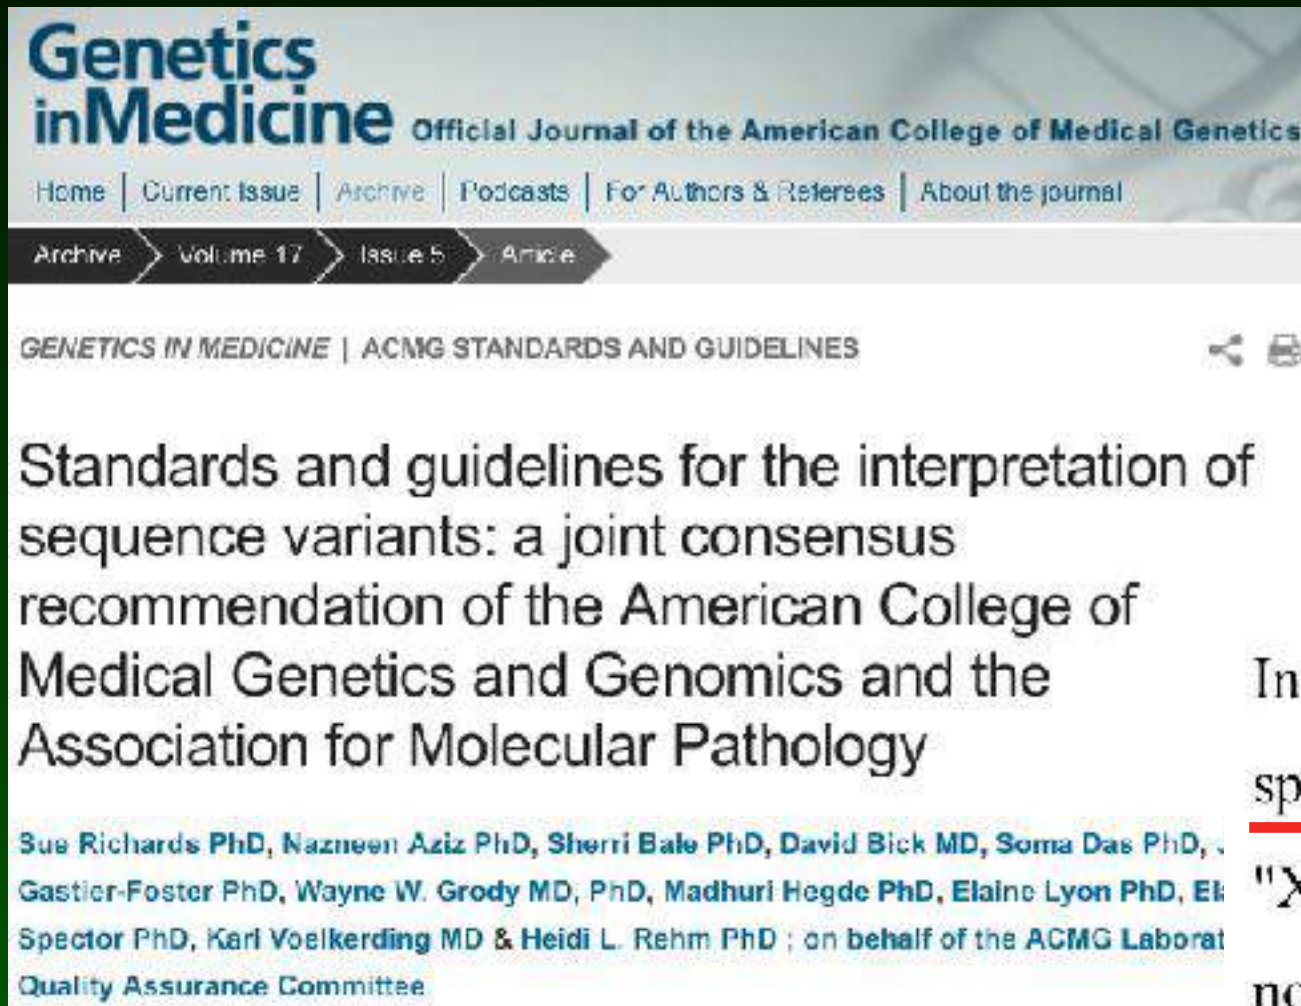 Genetics
inMedicine Official Journal of the American College of Medical Genetics
Home | Current Issue | Archive | Podcasts | For Authors & Referees | About the journal
Archive Volume 17 Issue 5 Article
GENETICS IN MEDICINE | ACMG STANDARDS AND GUIDELINES
Standards and guidelines for the interpretation of
sequence variants: a joint consensus
recommendation of the American College of
Medical Genetics and Genomics and the
Association for Molecular Pathology
Sue Richards PhD, Nazneen Aziz PhD, Sherri Bale PhD, David Bick MD, Soma Das PhD,
Gastier-Foster PhD, Wayne W. Grody MD, PhD, Madhuri Hegde PhD, Elaine Lyon PhD, El
Spector PhD, Karl Voelkerding MD & Heidi L. Rehm PhD ; on behalf of the ACMG Laborat
Quality Assurance Committee
In
sp
"X
no